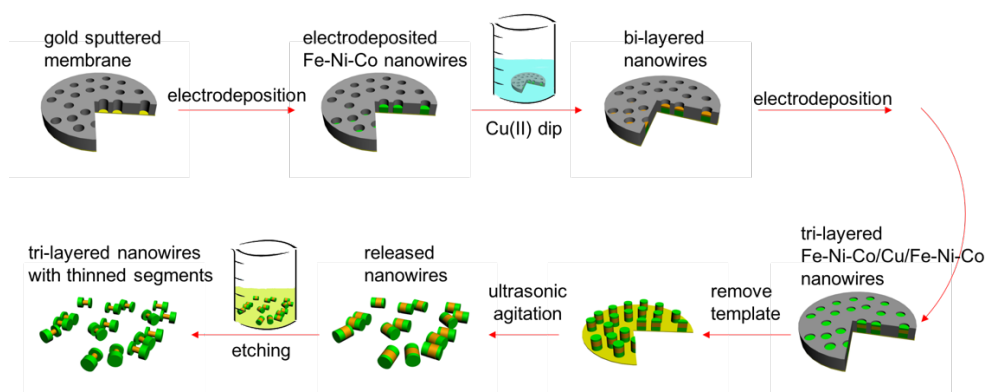 gold sputtered
membrane
electrodeposition
electrodeposited
Fe-Ni-Co nanowires
Cu(II) dip
bi-layered
nanowires
electrodeposition
tri-layered
Fe-Ni-Co/Cu/Fe-Ni-Co
nanowires
remove
template
ultrasonic
agitation
released
nanowires
etching
tri-layered nanowires
with thinned segments